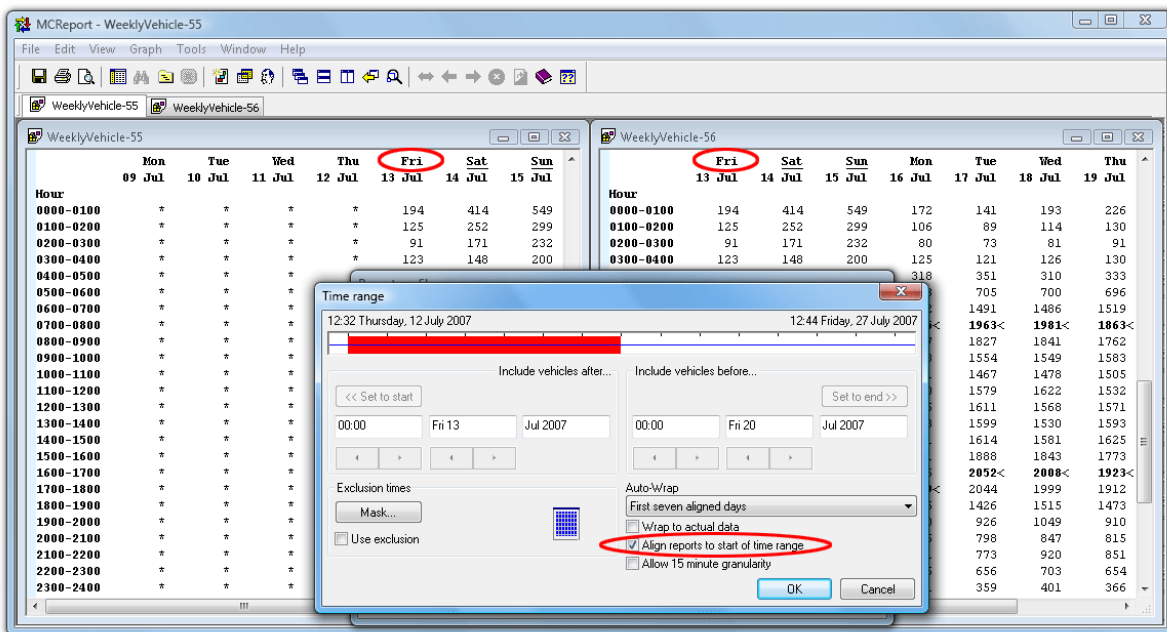 MCReport - WeeklyVehicle-55
File Edit View Graph Tools Window Help
WeeklyVehicle-55 WeeklyVehicle-56
WeeklyVehicle-55
Mon Tue Wed Thu Fri Sat Sun
09 Jul 10 Jul 11 Jul 12 Jul 13 Jul 14 Jul 15 Jul
Hour
0000-0100 * * * * 194 414 549
0100-0200 * * * * 125 252 299
0200-0300 * * * * 91 171 232
0300-0400 * * * * 123 148 200
0400-0500 * * * *
0500-0600 * * * *
0600-0700 * * * *
0700-0800 * * * *
0800-0900 * * * *
0900-1000 * * * *
1000-1100 * * * *
1100-1200 * * * *
1200-1300 * * * *
1300-1400 * * * *
1400-1500 * * * *
1500-1600 * * * *
1600-1700 * * * *
1700-1800 * * * *
1800-1900 * * * *
1900-2000 * * * *
2000-2100 * * * *
2100-2200 * * * *
2200-2300 * * * *
2300-2400 * * * *
WeeklyVehicle-56
Fri Sat Sun Mon Tue Wed Thu
13 Jul 14 Jul 15 Jul 16 Jul 17 Jul 18 Jul 19 Jul
Hour
0000-0100 194 414 549 172 141 193 226
0100-0200 125 252 299 106 89 114 130
0200-0300 91 171 232 80 73 81 91
0300-0400 123 148 200 125 121 126 130
318 351 310 333
705 700 696
1491 1486 1519
1963< 1981< 1863<
1827 1841 1762
1554 1549 1583
1467 1478 1505
1579 1622 1532
1611 1568 1571
1599 1530 1593
1614 1581 1625
1888 1843 1773
2052< 2008< 1923<
2044 1999 1912
1426 1515 1473
926 1049 910
798 847 815
773 920 851
656 703 654
359 401 366
Time range
12:32 Thursday, 12 July 2007 12:44 Friday, 27 July 2007
Include vehicles after...
<< Set to start
00:00 Fri 13 Jul 2007
Include vehicles before...
Set to end >>
00:00 Fri 20 Jul 2007
Exclusion times
Mask...
Use exclusion
Auto-Wrap
First seven aligned days
Wrap to actual data
Align reports to start of time range
Allow 15 minute granularity
OK Cancel